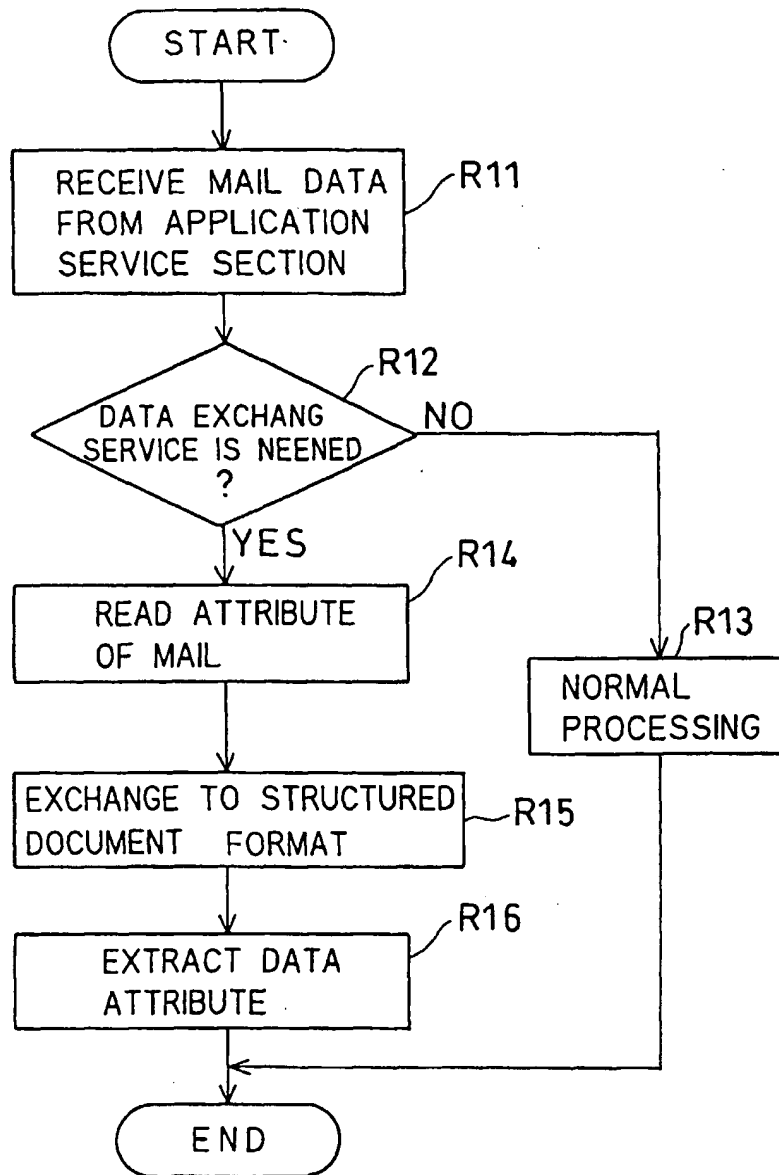 START
RECEIVE MAIL DATA
FROM APPLICATION
SERVICE SECTION
R11
DATA EXCHANG
SERVICE IS NEENED
?
R12
NO
YES
READ ATTRIBUTE
OF MAIL
R14
NORMAL
PROCESSING
R13
EXCHANGE TO STRUCTURED
DOCUMENT FORMAT
R15
EXTRACT DATA
ATTRIBUTE
R16
END